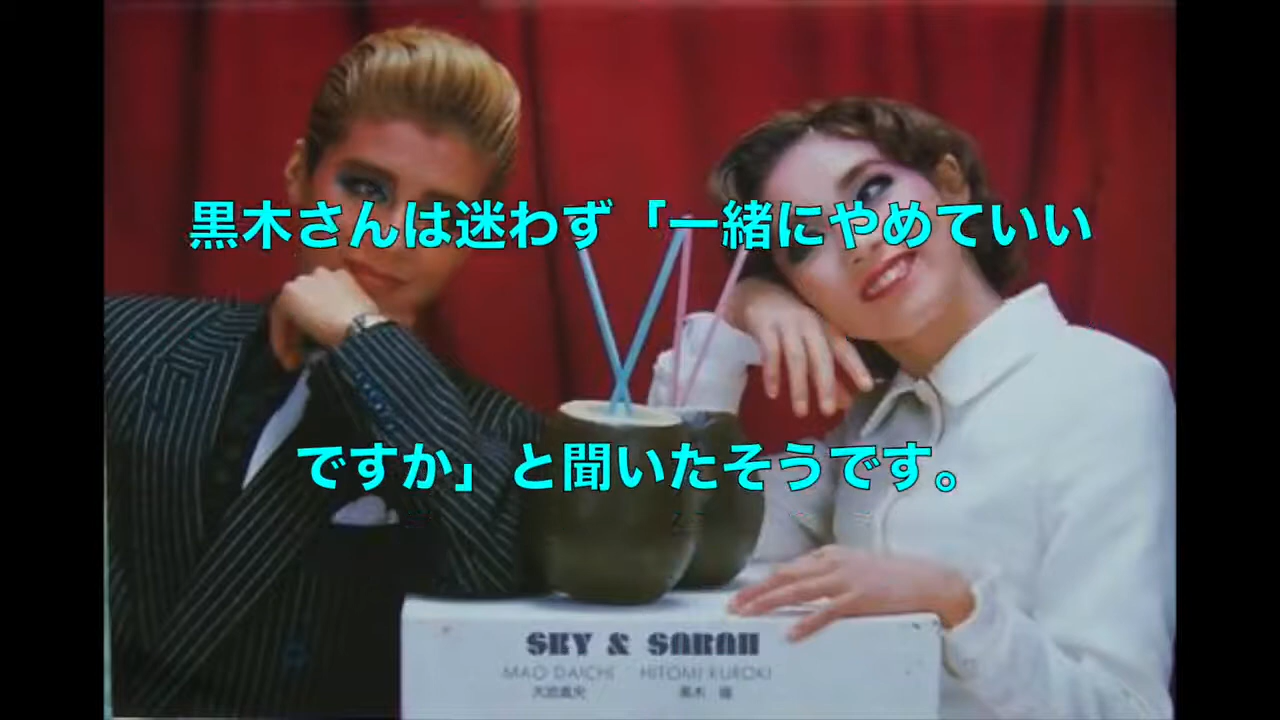 黒木さんは迷わず「一緒にやめていい
ですか」と聞いたそうです。
SKY & SARAH
MAO DAICHI HITOMI KUROKI
大地真央 黒木 瞳